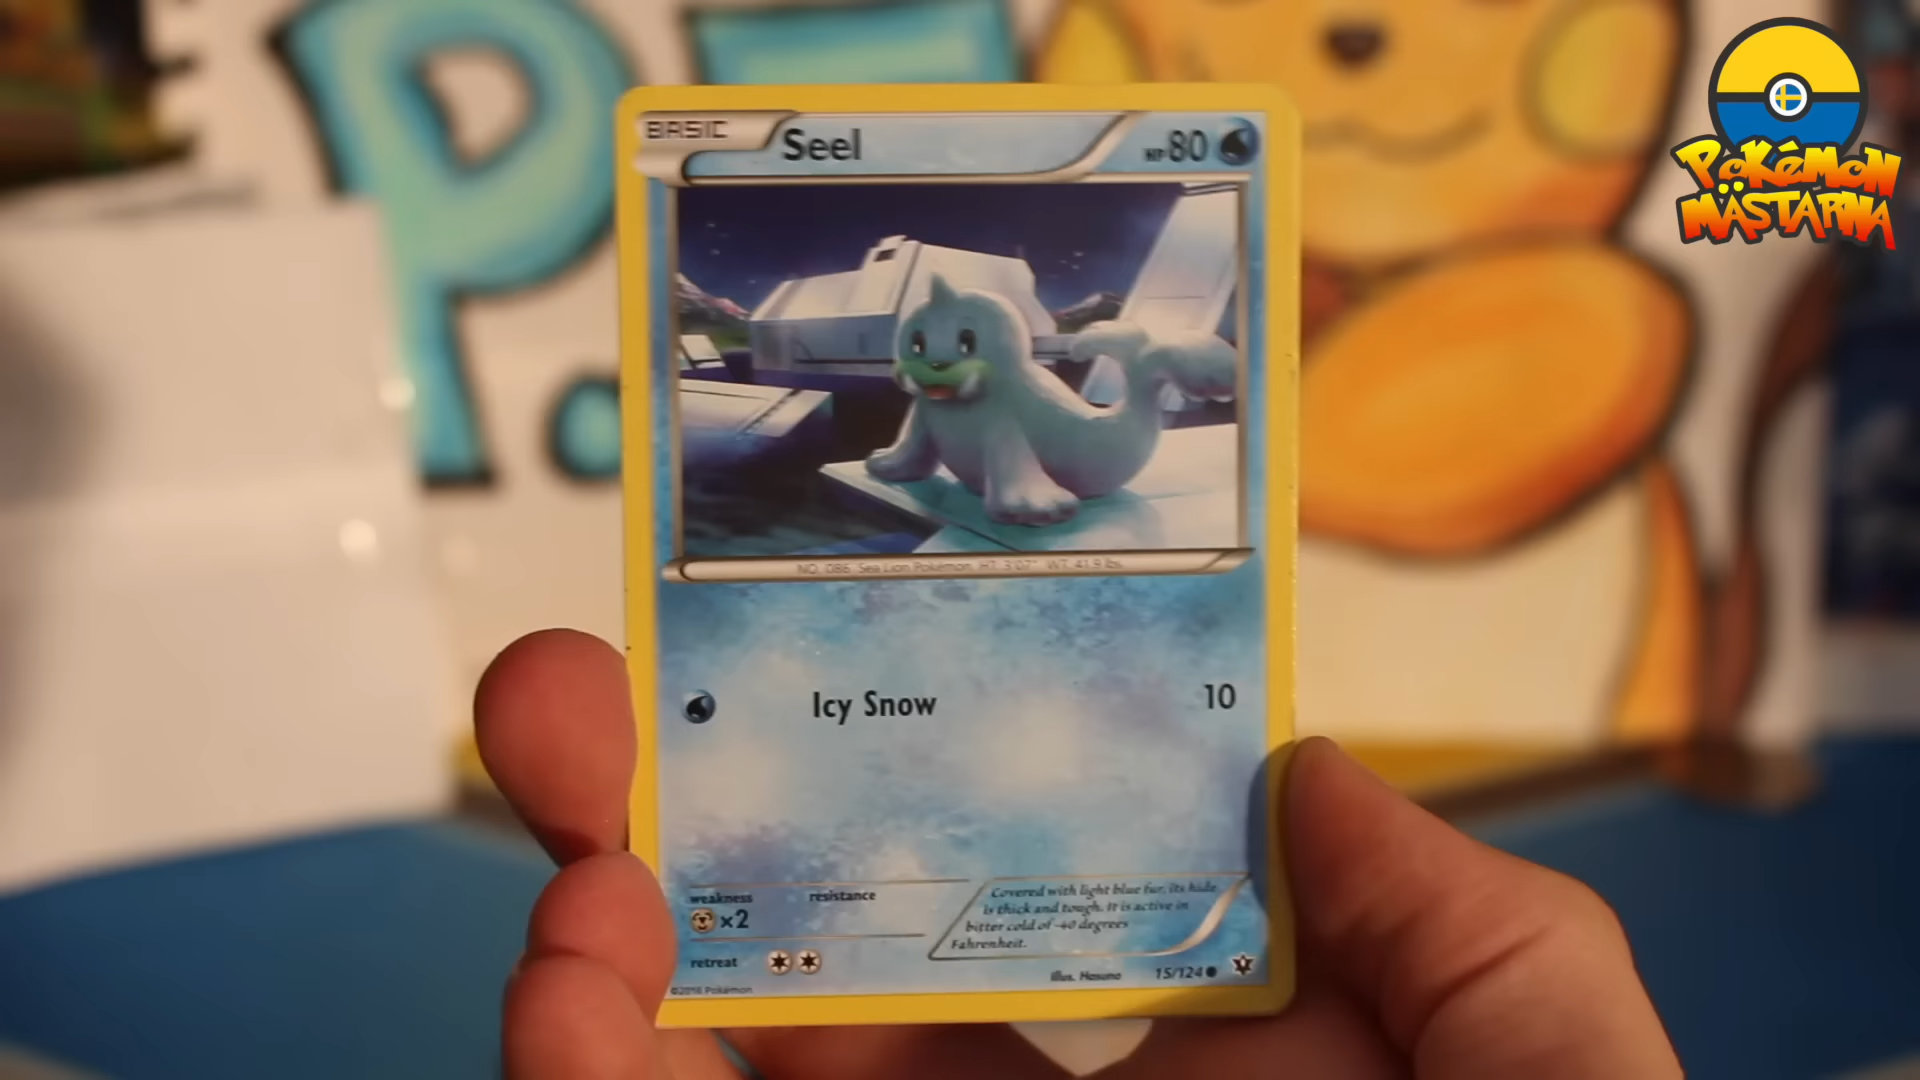 P.F
POKÉMON
MÄSTARNA
BASIC Seel HP 80
NO. 086 Sea Lion Pokémon HT. 3'07" WT. 41.9 lbs.
Icy Snow 10
weakness resistance
×2
Covered with light blue fur, its hide
is thick and tough. It is active in
bitter cold of -40 degrees
Fahrenheit.
retreat
Illus. Hasuno 15/124
©2016 Pokémon